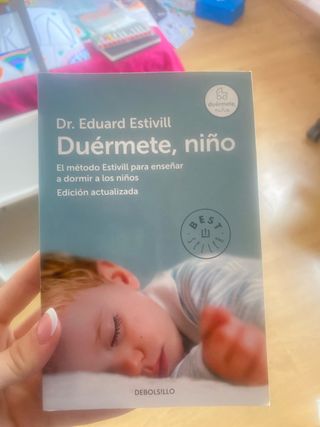 duérmete,
niño
Dr. Eduard Estivill
Duérmete, niño
El método Estivill para enseñar
a dormir a los niños
Edición actualizada
BEST
SELLER
DEBOLSILLO